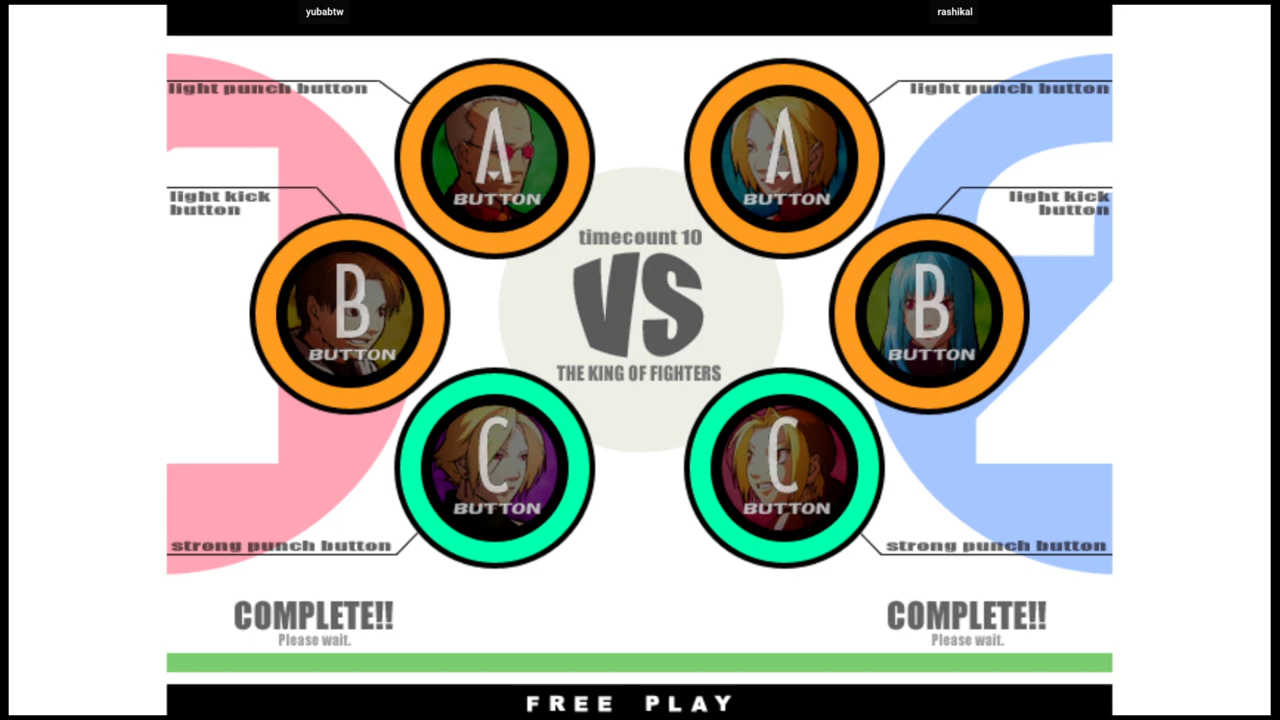 yubabtw
rashikal
light punch button
light punch button
A
BUTTON
A
BUTTON
light kick
button
light kick
button
timecount 10
VS
THE KING OF FIGHTERS
B
BUTTON
B
BUTTON
C
BUTTON
C
BUTTON
strong punch button
strong punch button
COMPLETE!!
Please wait.
COMPLETE!!
Please wait.
FREE PLAY